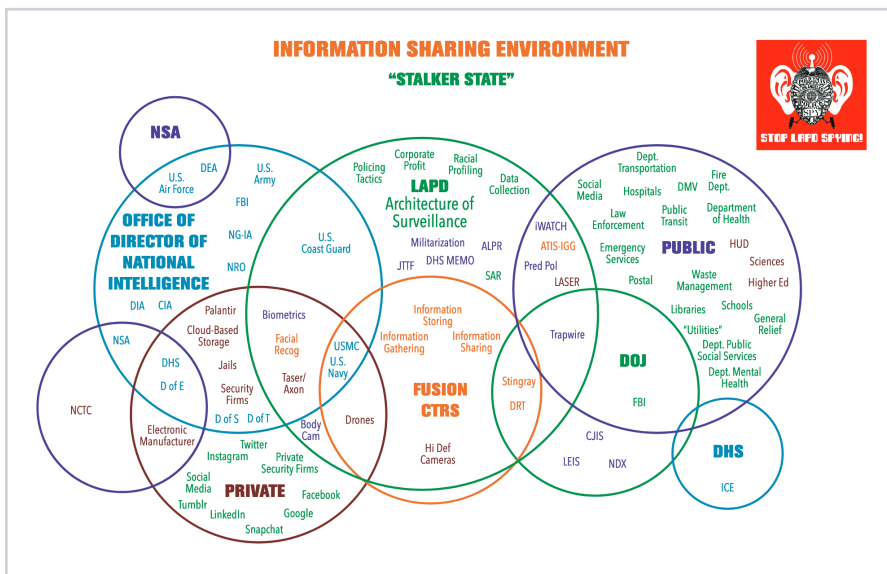 INFORMATION SHARING ENVIRONMENT
“STALKER STATE”
STOP LAPD SPYING!
NSA
DEA
U.S.
Air Force
U.S.
Army
FBI
OFFICE OF
DIRECTOR OF
NATIONAL
INTELLIGENCE
NG-IA
NRO
DIA
CIA
U.S.
Coast Guard
Policing
Tactics
Corporate
Profit
Racial
Profiling
Data
Collection
LAPD
Architecture of
Surveillance
Militarization
ALPR
JTTF
DHS MEMO
SAR
iWATCH
ATIS-IGG
Pred Pol
LASER
Trapwire
Social
Media
Dept.
Transportation
Hospitals
DMV
Fire
Dept.
Law
Enforcement
Public
Transit
Department
of Health
Emergency
Services
PUBLIC
HUD
Sciences
Postal
Waste
Management
Higher Ed
Libraries
Schools
General
Relief
“Utilities”
Dept. Public
Social Services
Dept. Mental
Health
DOJ
FBI
Palantir
Cloud-Based
Storage
Biometrics
Facial
Recog
Jails
Security
Firms
Taser/
Axon
USMC
U.S.
Navy
NSA
DHS
D of E
D of S
D of T
NCTC
Electronic
Manufacturer
Body
Cam
Drones
Information
Storing
Information
Gathering
Information
Sharing
FUSION
CTRS
Stingray
DRT
Hi Def
Cameras
CJIS
LEIS
NDX
DHS
ICE
Twitter
Instagram
Private
Security Firms
Social
Media
PRIVATE
Tumblr
LinkedIn
Facebook
Google
Snapchat